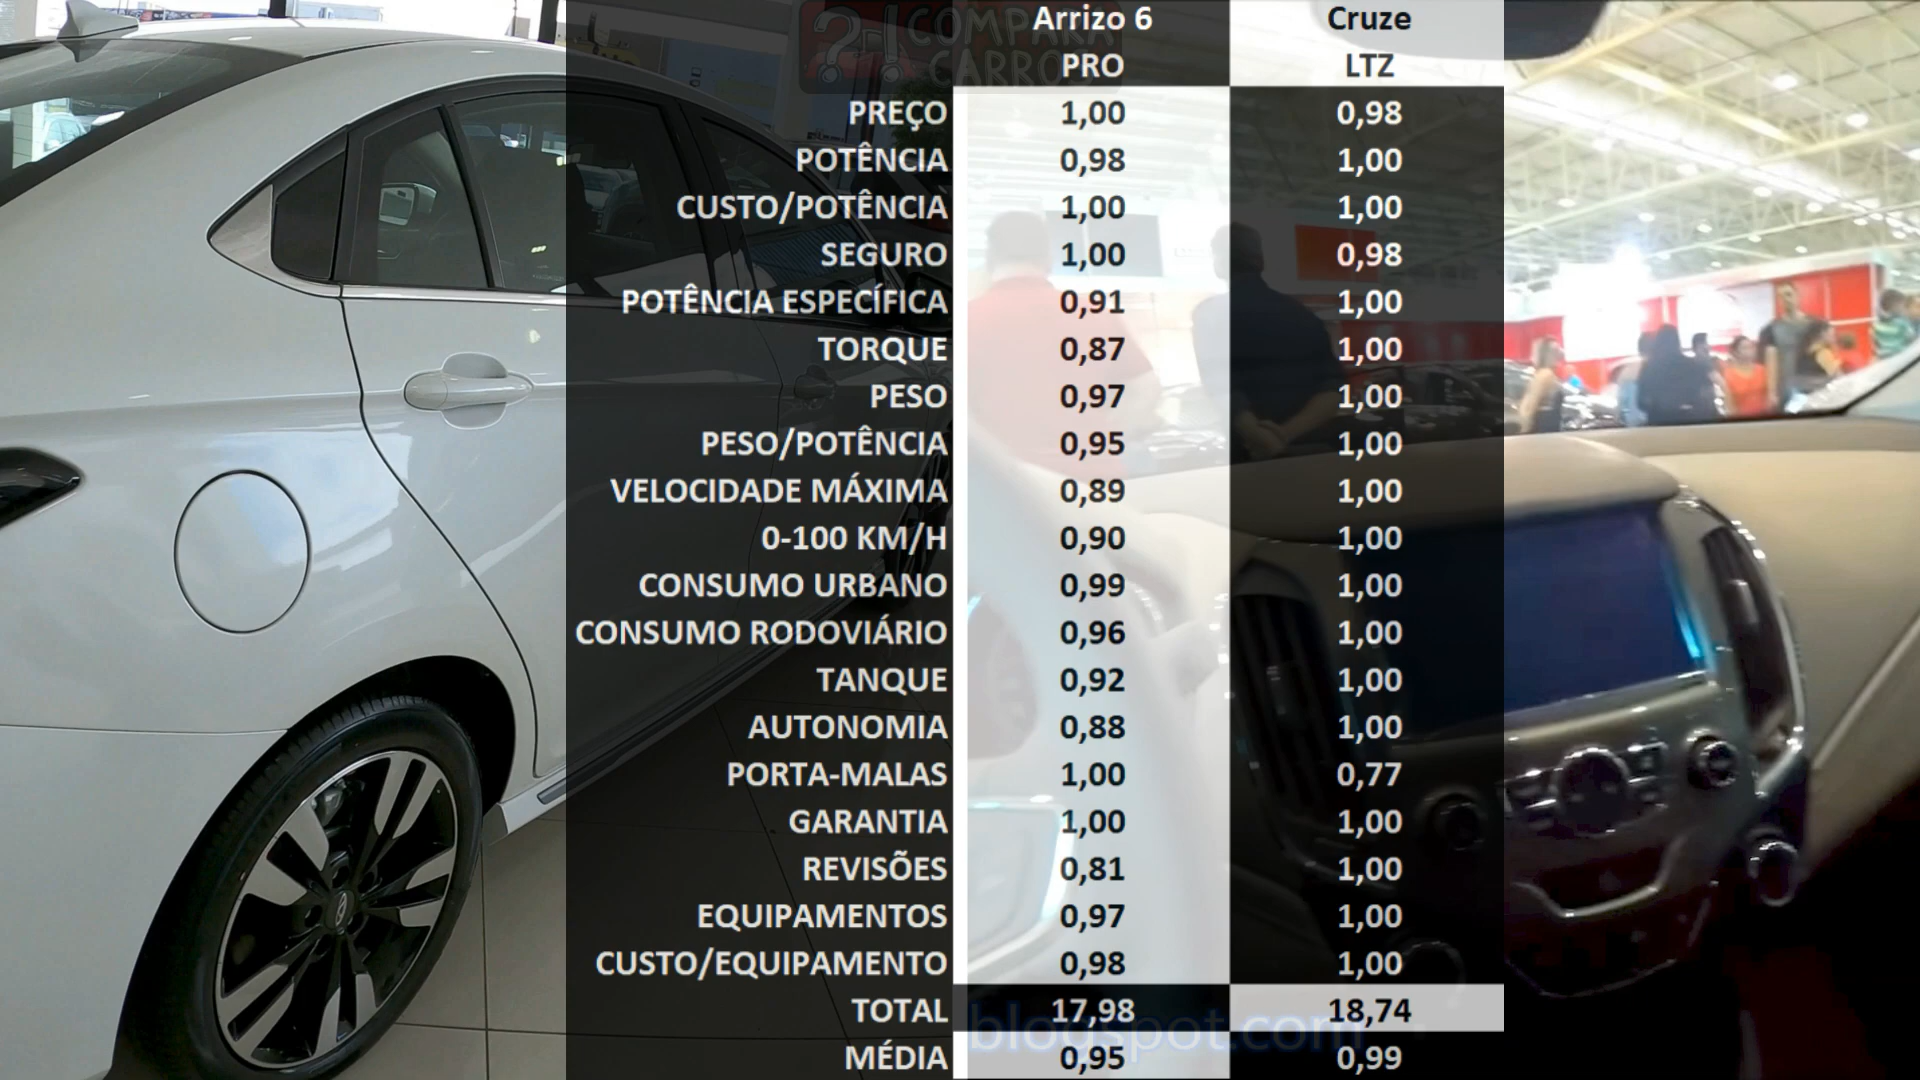 COMPARA
CARRO
Arrizo 6 Cruze
PRO LTZ
PREÇO 1,00 0,98
POTÊNCIA 0,98 1,00
CUSTO/POTÊNCIA 1,00 1,00
SEGURO 1,00 0,98
POTÊNCIA ESPECÍFICA 0,91 1,00
TORQUE 0,87 1,00
PESO 0,97 1,00
PESO/POTÊNCIA 0,95 1,00
VELOCIDADE MÁXIMA 0,89 1,00
0-100 KM/H 0,90 1,00
CONSUMO URBANO 0,99 1,00
CONSUMO RODOVIÁRIO 0,96 1,00
TANQUE 0,92 1,00
AUTONOMIA 0,88 1,00
PORTA-MALAS 1,00 0,77
GARANTIA 1,00 1,00
REVISÕES 0,81 1,00
EQUIPAMENTOS 0,97 1,00
CUSTO/EQUIPAMENTO 0,98 1,00
TOTAL 17,98 18,74
blogspot.com
MÉDIA 0,95 0,99